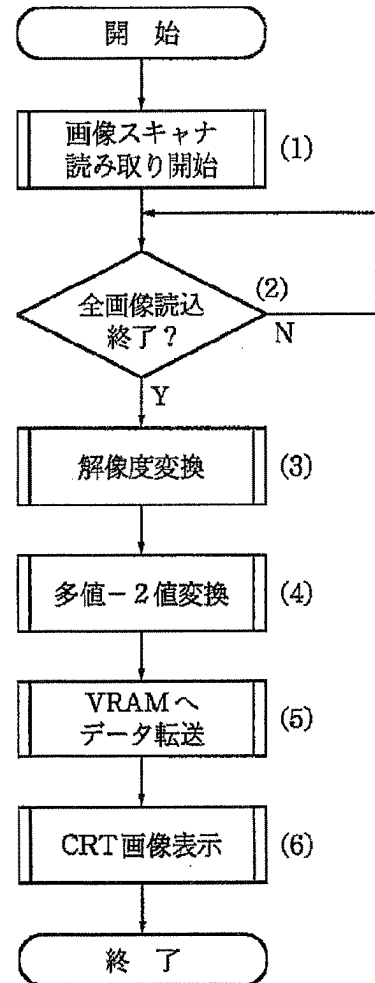 開 始
画像スキャナ
読み取り開始
(1)
全画像読込
終了？
(2)
N
Y
解像度変換
(3)
多値－２値変換
(4)
VRAMへ
データ転送
(5)
CRT画像表示
(6)
終 了